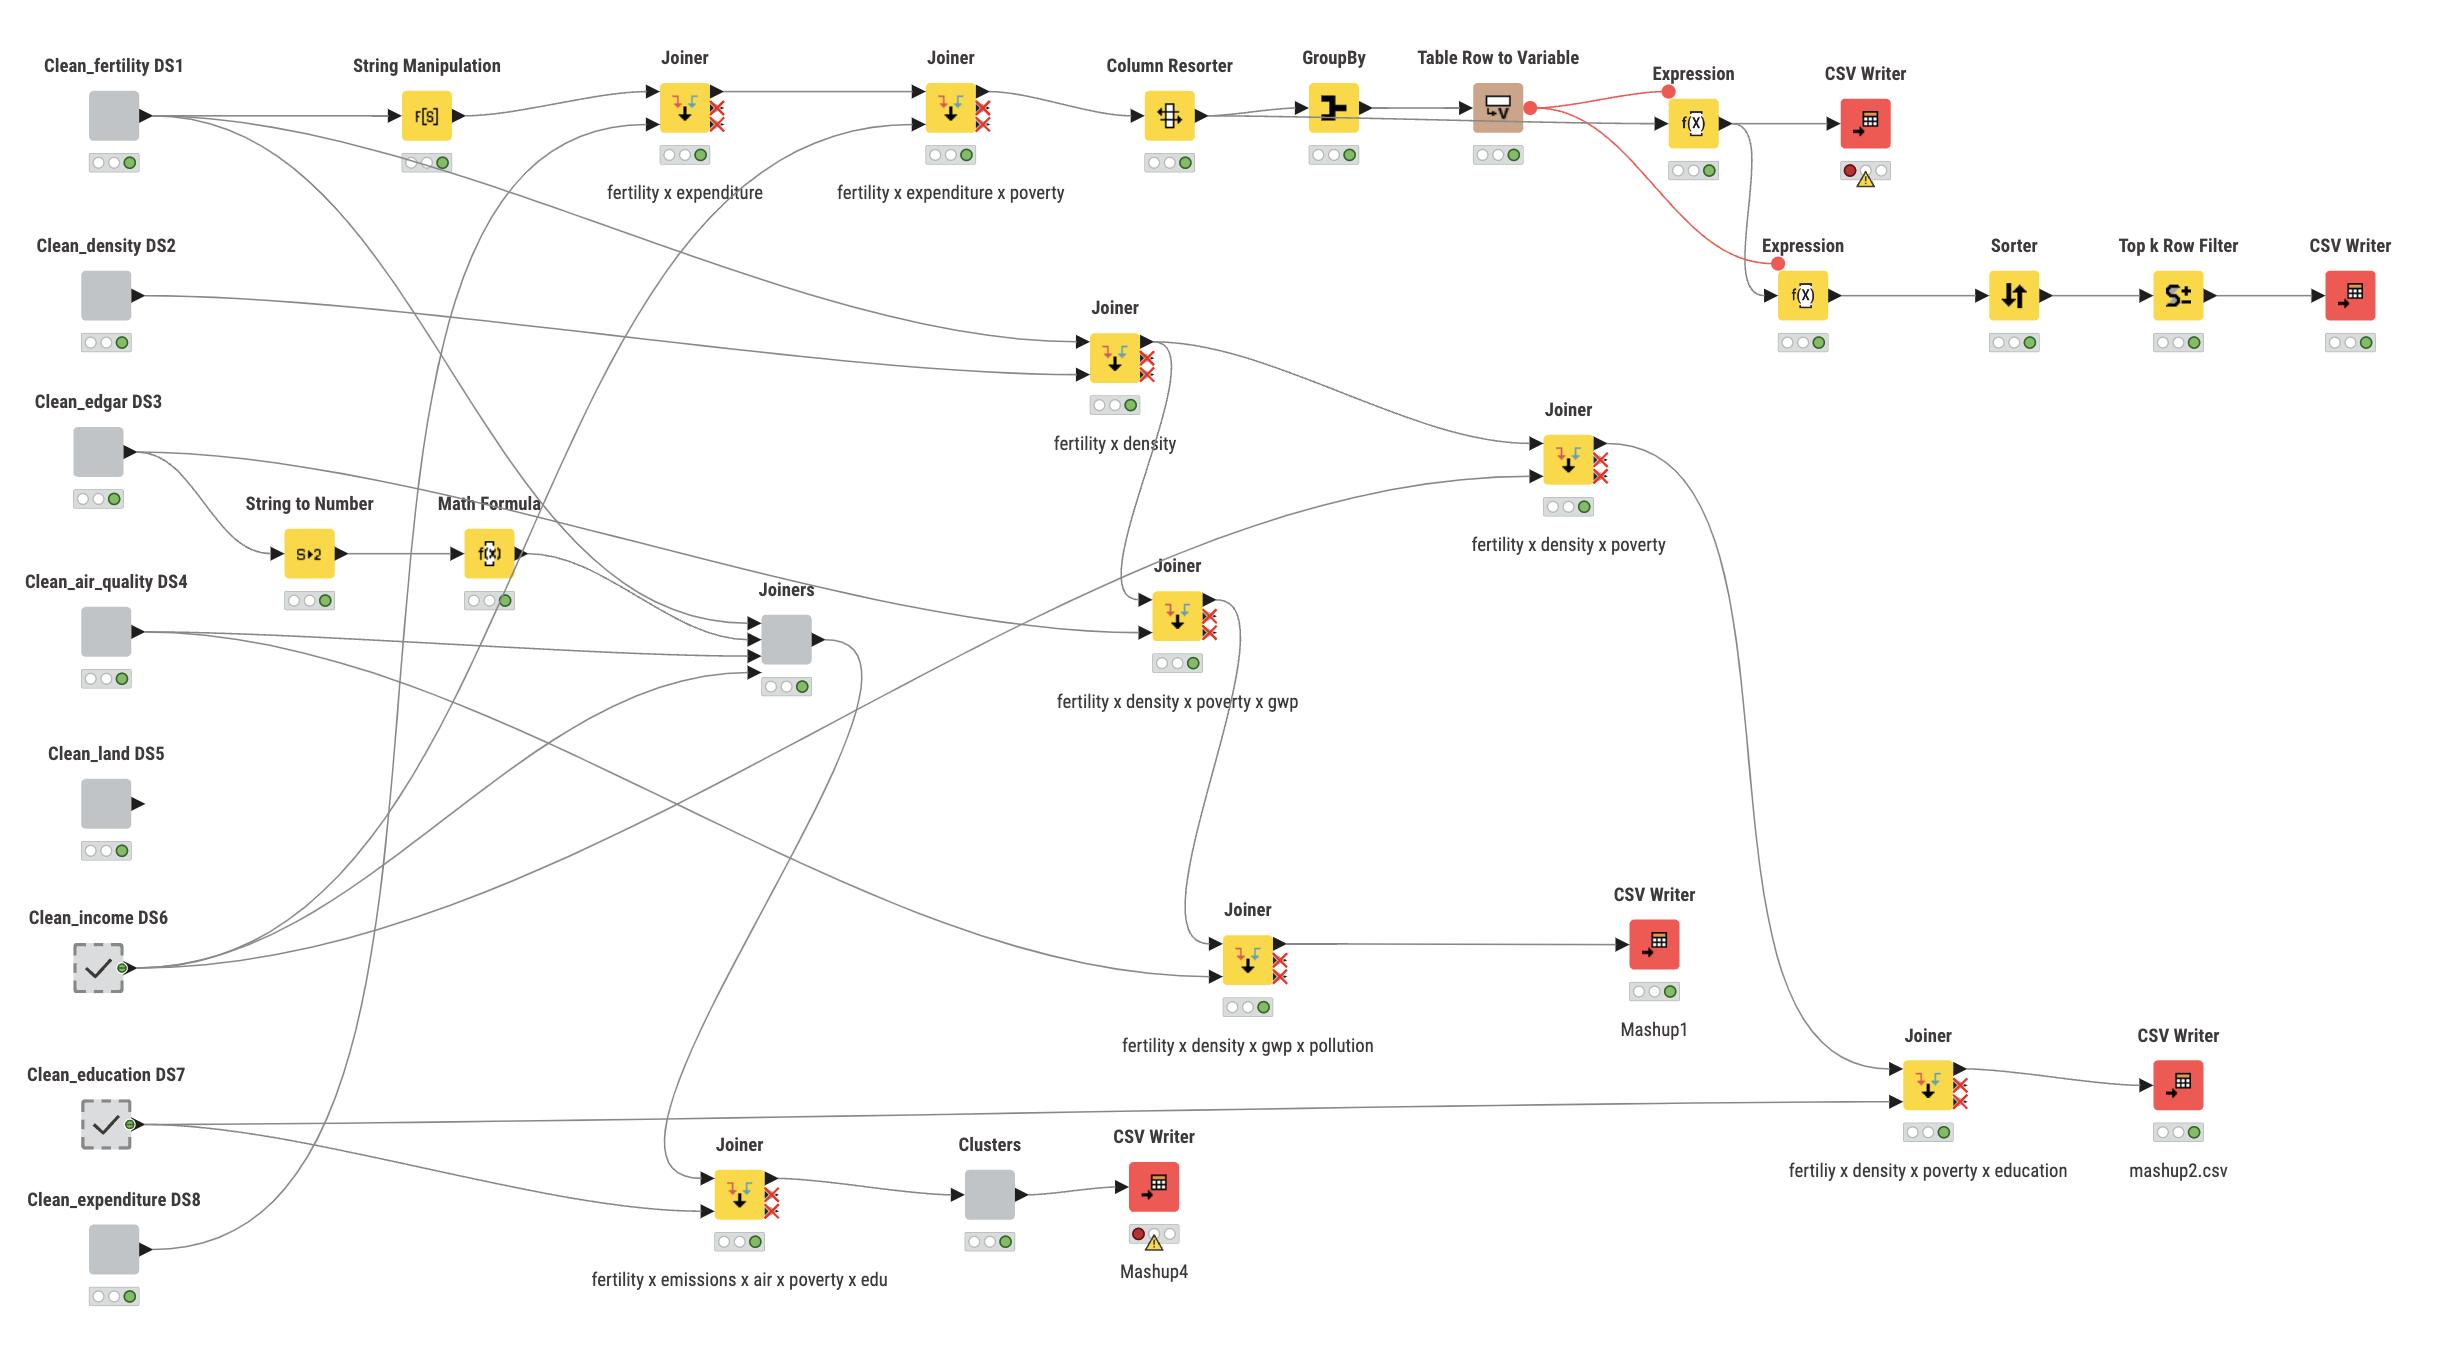 Clean_fertility DS1
String Manipulation
Joiner
Joiner
Column Resorter
GroupBy
Table Row to Variable
Expression
CSV Writer
F[S]
V
f(X)
fertility x expenditure
fertility x expenditure x poverty
Clean_density DS2
Expression
Sorter
Top k Row Filter
CSV Writer
f(X)
S
Joiner
fertility x density
Clean_edgar DS3
Joiner
fertility x density x poverty
String to Number
Math Formula
S▸2
f(x)
Clean_air_quality DS4
Joiners
Joiner
fertility x density x poverty x gwp
Clean_land DS5
Clean_income DS6
Joiner
CSV Writer
fertility x density x gwp x pollution
Mashup1
Clean_education DS7
Joiner
CSV Writer
fertiliy x density x poverty x education
mashup2.csv
Joiner
Clusters
CSV Writer
Clean_expenditure DS8
fertility x emissions x air x poverty x edu
Mashup4